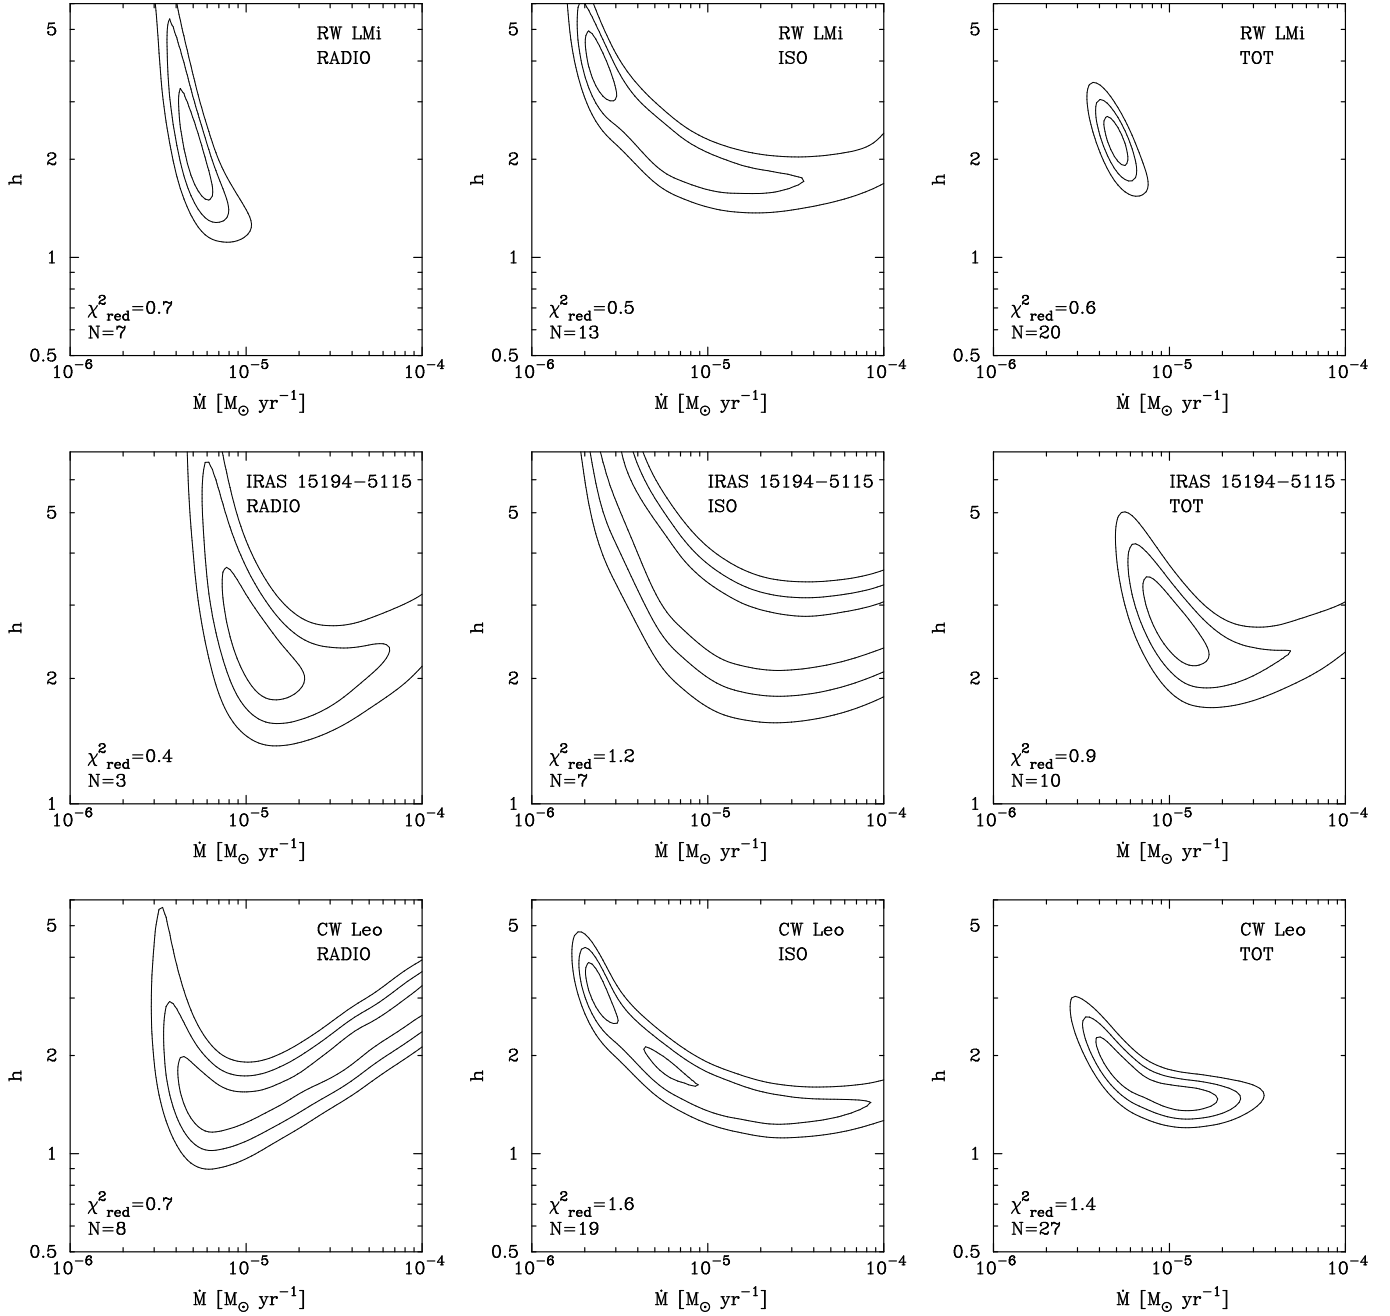 5
2
1
0.5
h
RW LMi
RADIO
χ²red=0.7
N=7
10⁻⁶ 10⁻⁵ 10⁻⁴
Ṁ [M⊙ yr⁻¹]
5
2
1
0.5
h
RW LMi
ISO
χ²red=0.5
N=13
10⁻⁶ 10⁻⁵ 10⁻⁴
Ṁ [M⊙ yr⁻¹]
5
2
1
0.5
h
RW LMi
TOT
χ²red=0.6
N=20
10⁻⁶ 10⁻⁵ 10⁻⁴
Ṁ [M⊙ yr⁻¹]
5
2
1
h
IRAS 15194−5115
RADIO
χ²red=0.4
N=3
10⁻⁶ 10⁻⁵ 10⁻⁴
Ṁ [M⊙ yr⁻¹]
5
2
1
h
IRAS 15194−5115
ISO
χ²red=1.2
N=7
10⁻⁶ 10⁻⁵ 10⁻⁴
Ṁ [M⊙ yr⁻¹]
5
2
1
h
IRAS 15194−5115
TOT
χ²red=0.9
N=10
10⁻⁶ 10⁻⁵ 10⁻⁴
Ṁ [M⊙ yr⁻¹]
5
2
1
0.5
h
CW Leo
RADIO
χ²red=0.7
N=8
10⁻⁶ 10⁻⁵ 10⁻⁴
Ṁ [M⊙ yr⁻¹]
5
2
1
0.5
h
CW Leo
ISO
χ²red=1.6
N=19
10⁻⁶ 10⁻⁵ 10⁻⁴
Ṁ [M⊙ yr⁻¹]
5
2
1
0.5
h
CW Leo
TOT
χ²red=1.4
N=27
10⁻⁶ 10⁻⁵ 10⁻⁴
Ṁ [M⊙ yr⁻¹]